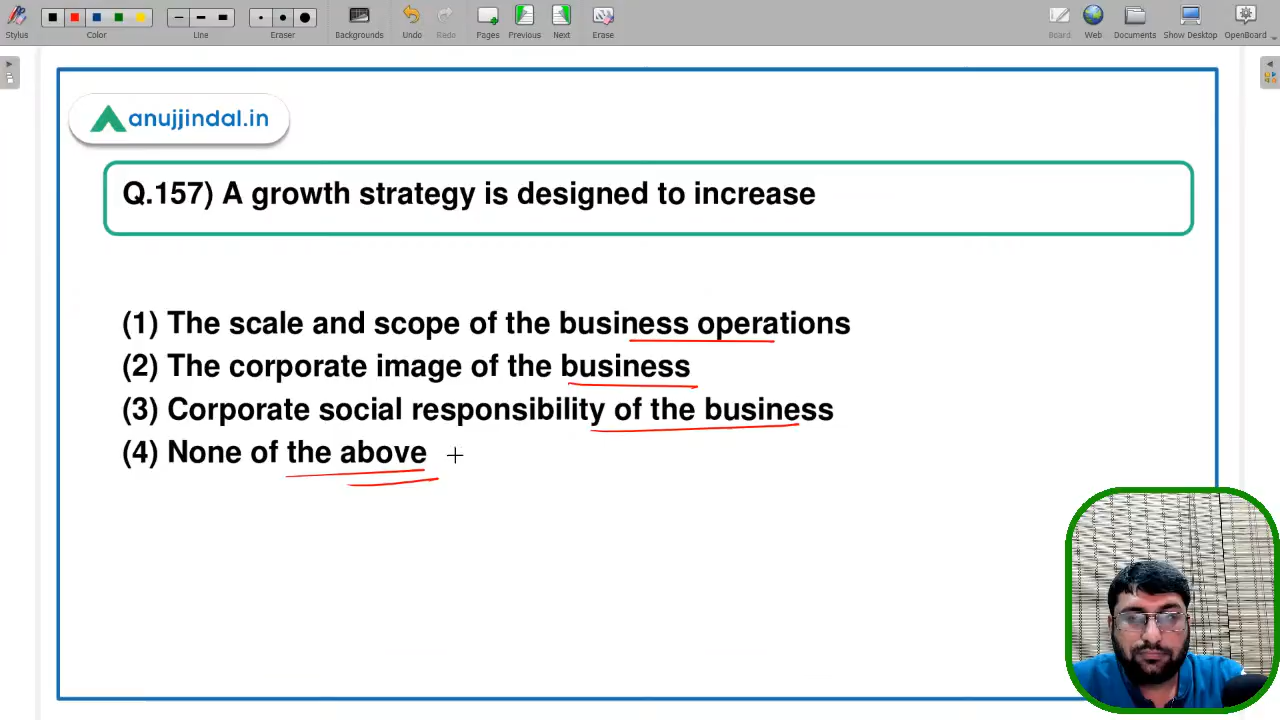 Stylus
Color
Line
Eraser
Backgrounds
Undo
Redo
Pages
Previous
Next
Erase
Board
Web
Documents
Show Desktop
OpenBoard
anujjindal.in
Q.157) A growth strategy is designed to increase
(1) The scale and scope of the business operations
(2) The corporate image of the business
(3) Corporate social responsibility of the business
(4) None of the above